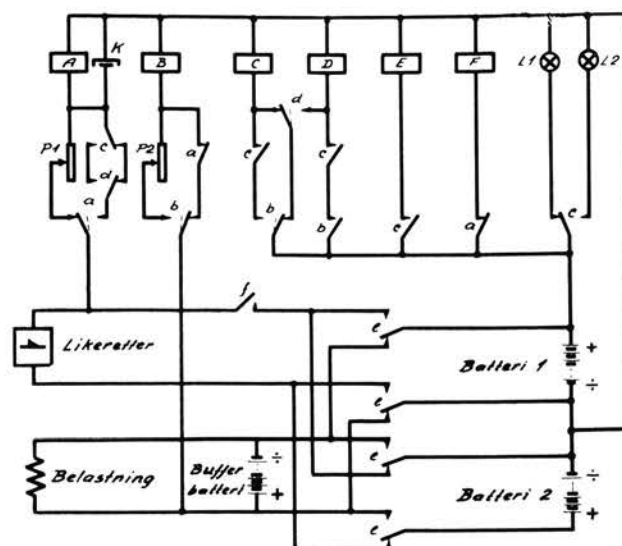 A K B C D E F L1 L2
d
P1 c P2 a c c
d
a b b b c a e
f
e
Likeretter Batteri 1 +
÷
e
e
Belastning Buffer ÷ ÷
batteri + Batteri 2 +
e